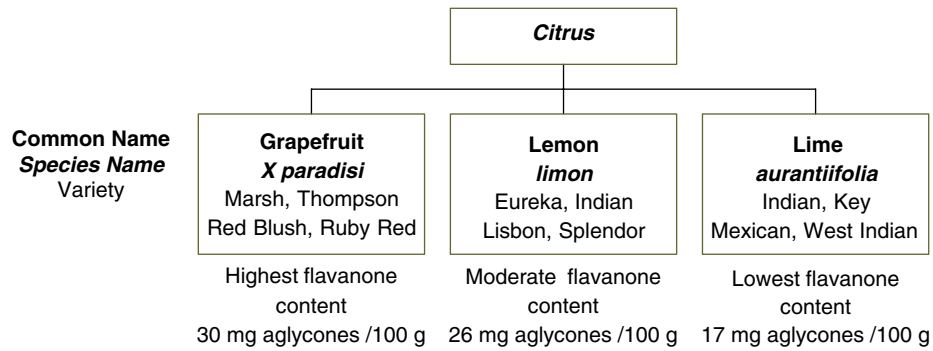 Citrus
Common Name
Species Name
Variety
Grapefruit
X paradisi
Marsh, Thompson
Red Blush, Ruby Red
Lemon
limon
Eureka, Indian
Lisbon, Splendor
Lime
aurantiifolia
Indian, Key
Mexican, West Indian
Highest flavanone
content
30 mg aglycones /100 g
Moderate flavanone
content
26 mg aglycones /100 g
Lowest flavanone
content
17 mg aglycones /100 g